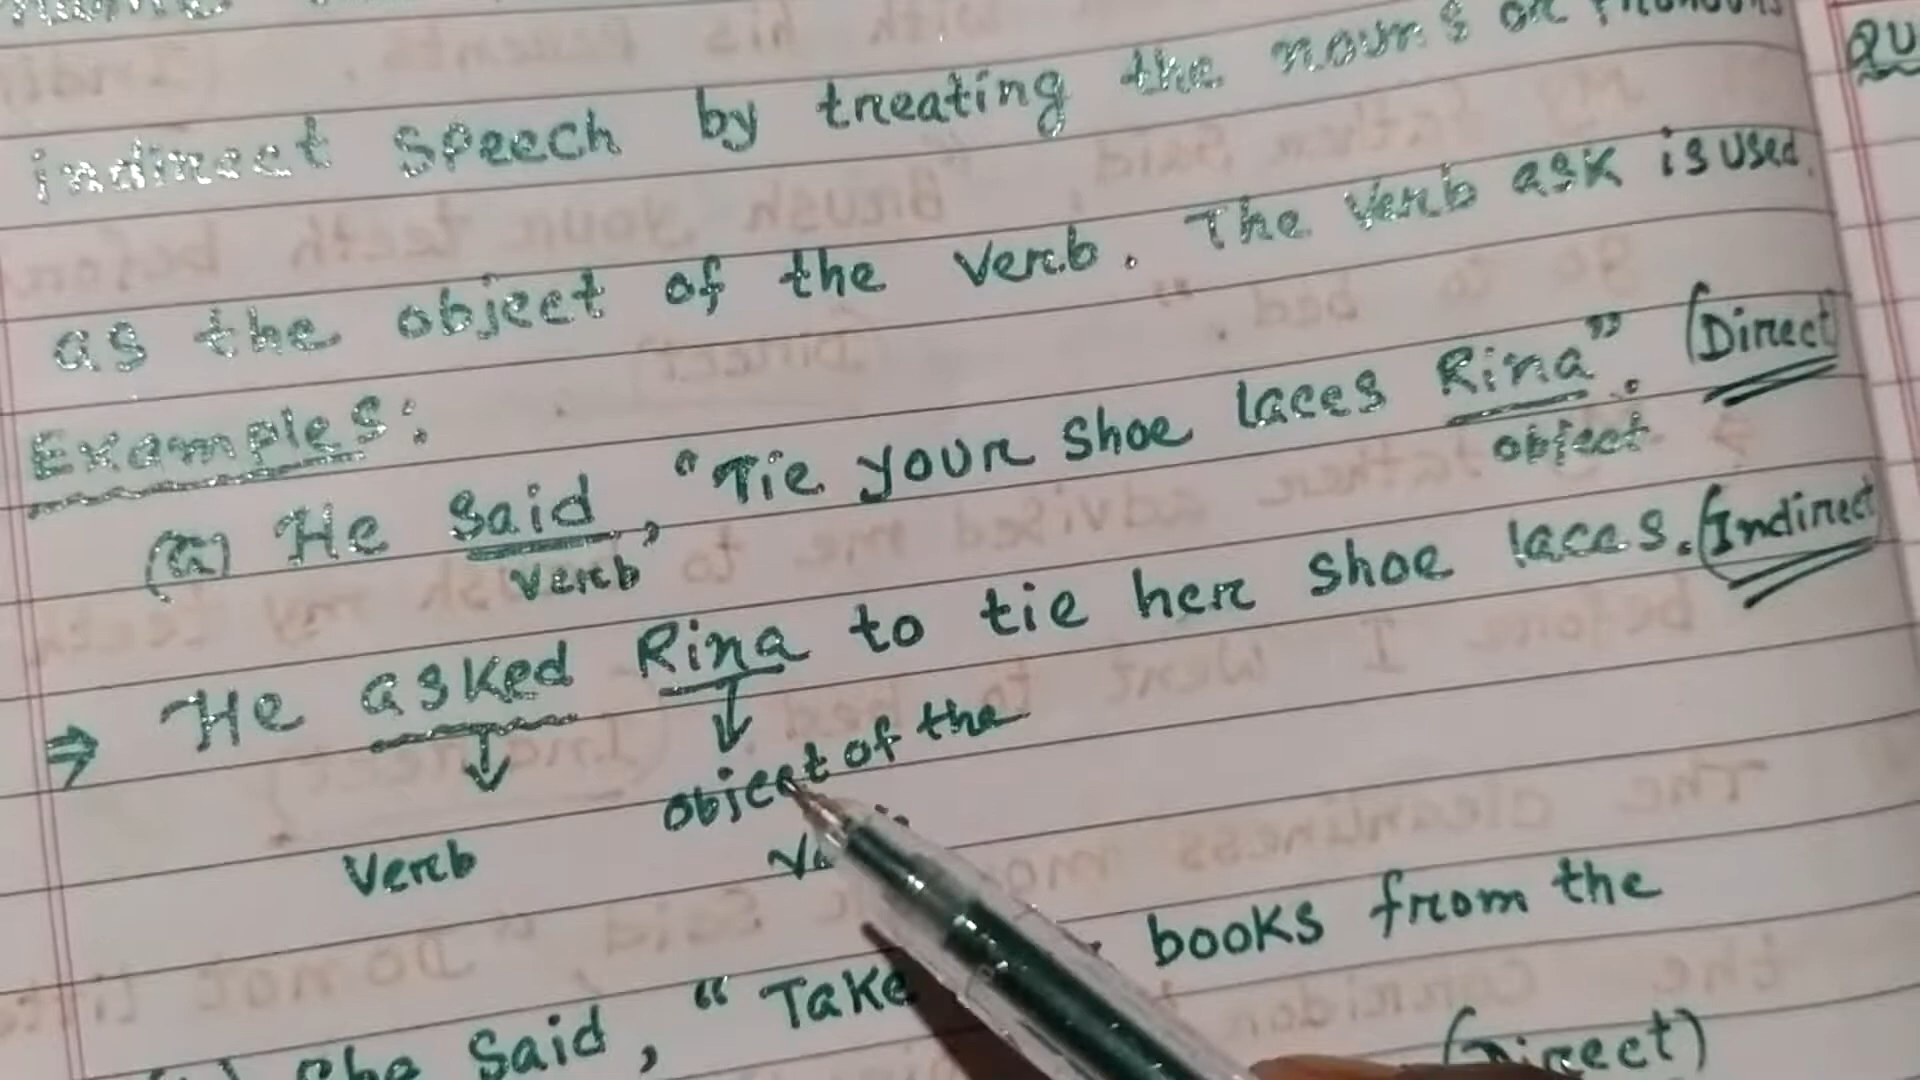 indirect speech by treating the nouns or pronouns
as the object of the verb. The verb ask is used.
Examples:
(a) He said, "Tie your shoe laces Rina". (Direct)
verb object
⇒ He asked Rina to tie her shoe laces. (Indirect)
object of the
verb
She said, "Take books from the
(Direct)
QU